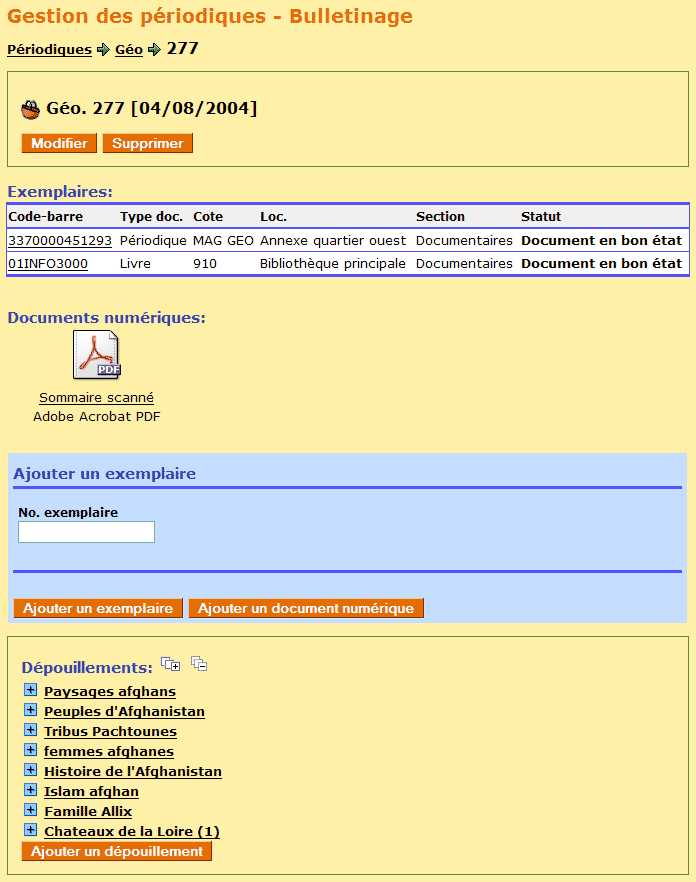 Gestion des périodiques - Bulletinage
Périodiques Géo 277
Géo. 277 [04/08/2004]
Modifier Supprimer
Exemplaires:
Code-barre Type doc. Cote Loc. Section Statut
3370000451293 Périodique MAG GEO Annexe quartier ouest Documentaires Document en bon état
01INFO3000 Livre 910 Bibliothèque principale Documentaires Document en bon état
Documents numériques:
PDF
Sommaire scanné
Adobe Acrobat PDF
Ajouter un exemplaire
No. exemplaire
Ajouter un exemplaire Ajouter un document numérique
Dépouillements:
Paysages afghans
Peuples d'Afghanistan
Tribus Pachtounes
femmes afghanes
Histoire de l'Afghanistan
Islam afghan
Famille Allix
Chateaux de la Loire (1)
Ajouter un dépouillement